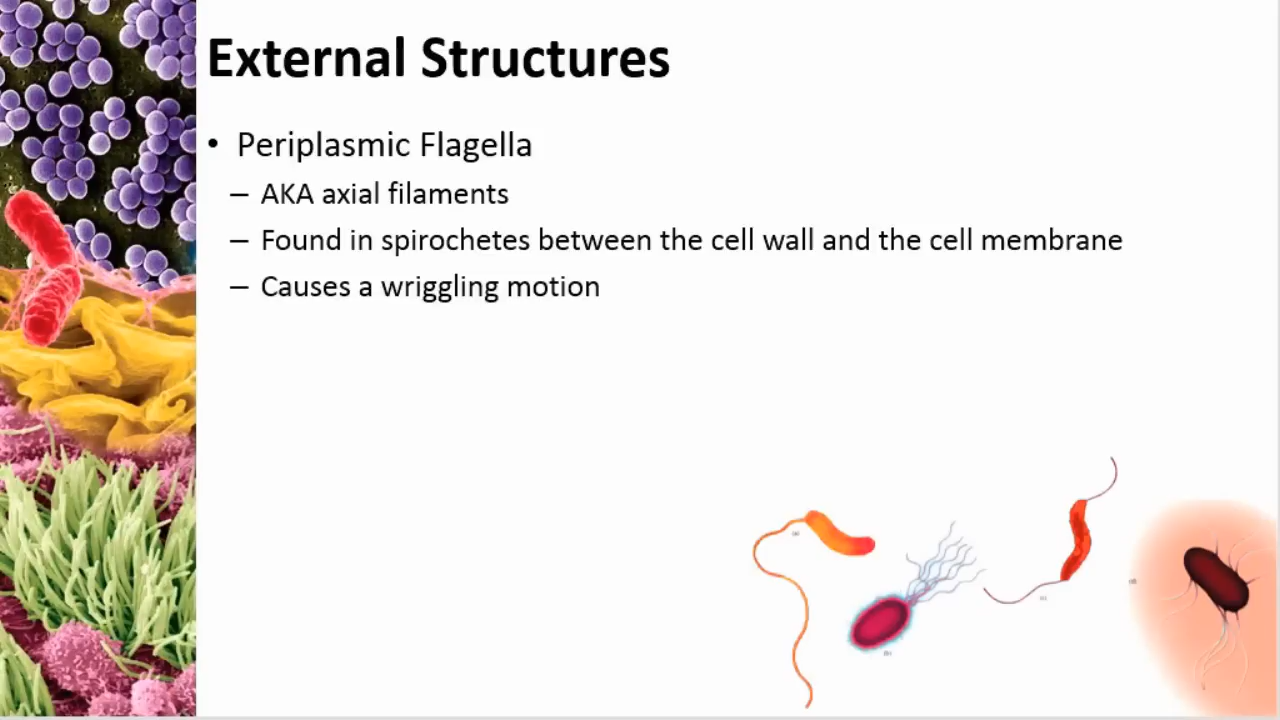 External Structures
• Periplasmic Flagella
– AKA axial filaments
– Found in spirochetes between the cell wall and the cell membrane
– Causes a wriggling motion
(a)
(b)
(c)